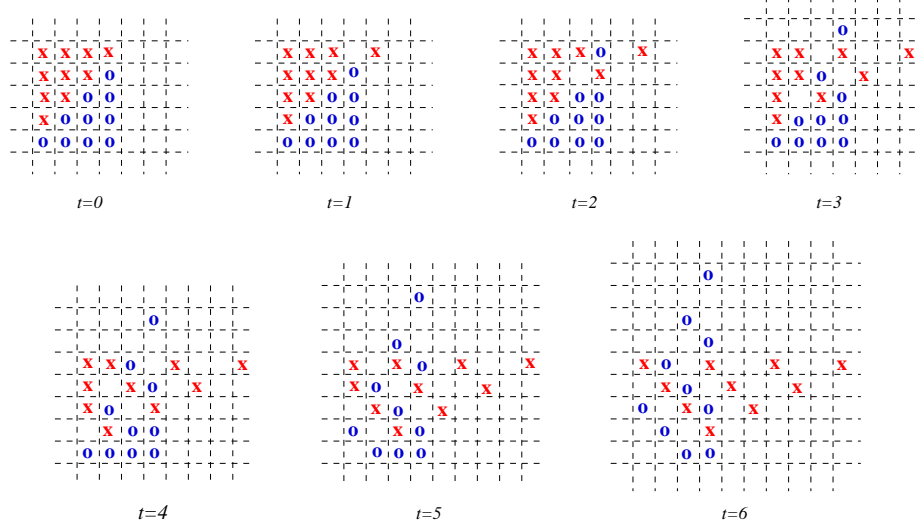 x x x x
x x x o
x x o o
x o o o
o o o o
t=0
x x x x
x x x o
x x o o
x o o o
o o o o
t=1
x x x o x
x x x
x x o o
x o o o
o o o o
t=2
o
x x x x
x x o x
x x o
x o o o
o o o o
t=3
o
x x o x x
x x o x
x o x
x o o
o o o o
t=4
o
o
x x o x x
x o x x
x o x
o x o
o o o
t=5
o
o
o
x o x x x
x o x x
o x o x
o x
o o
t=6